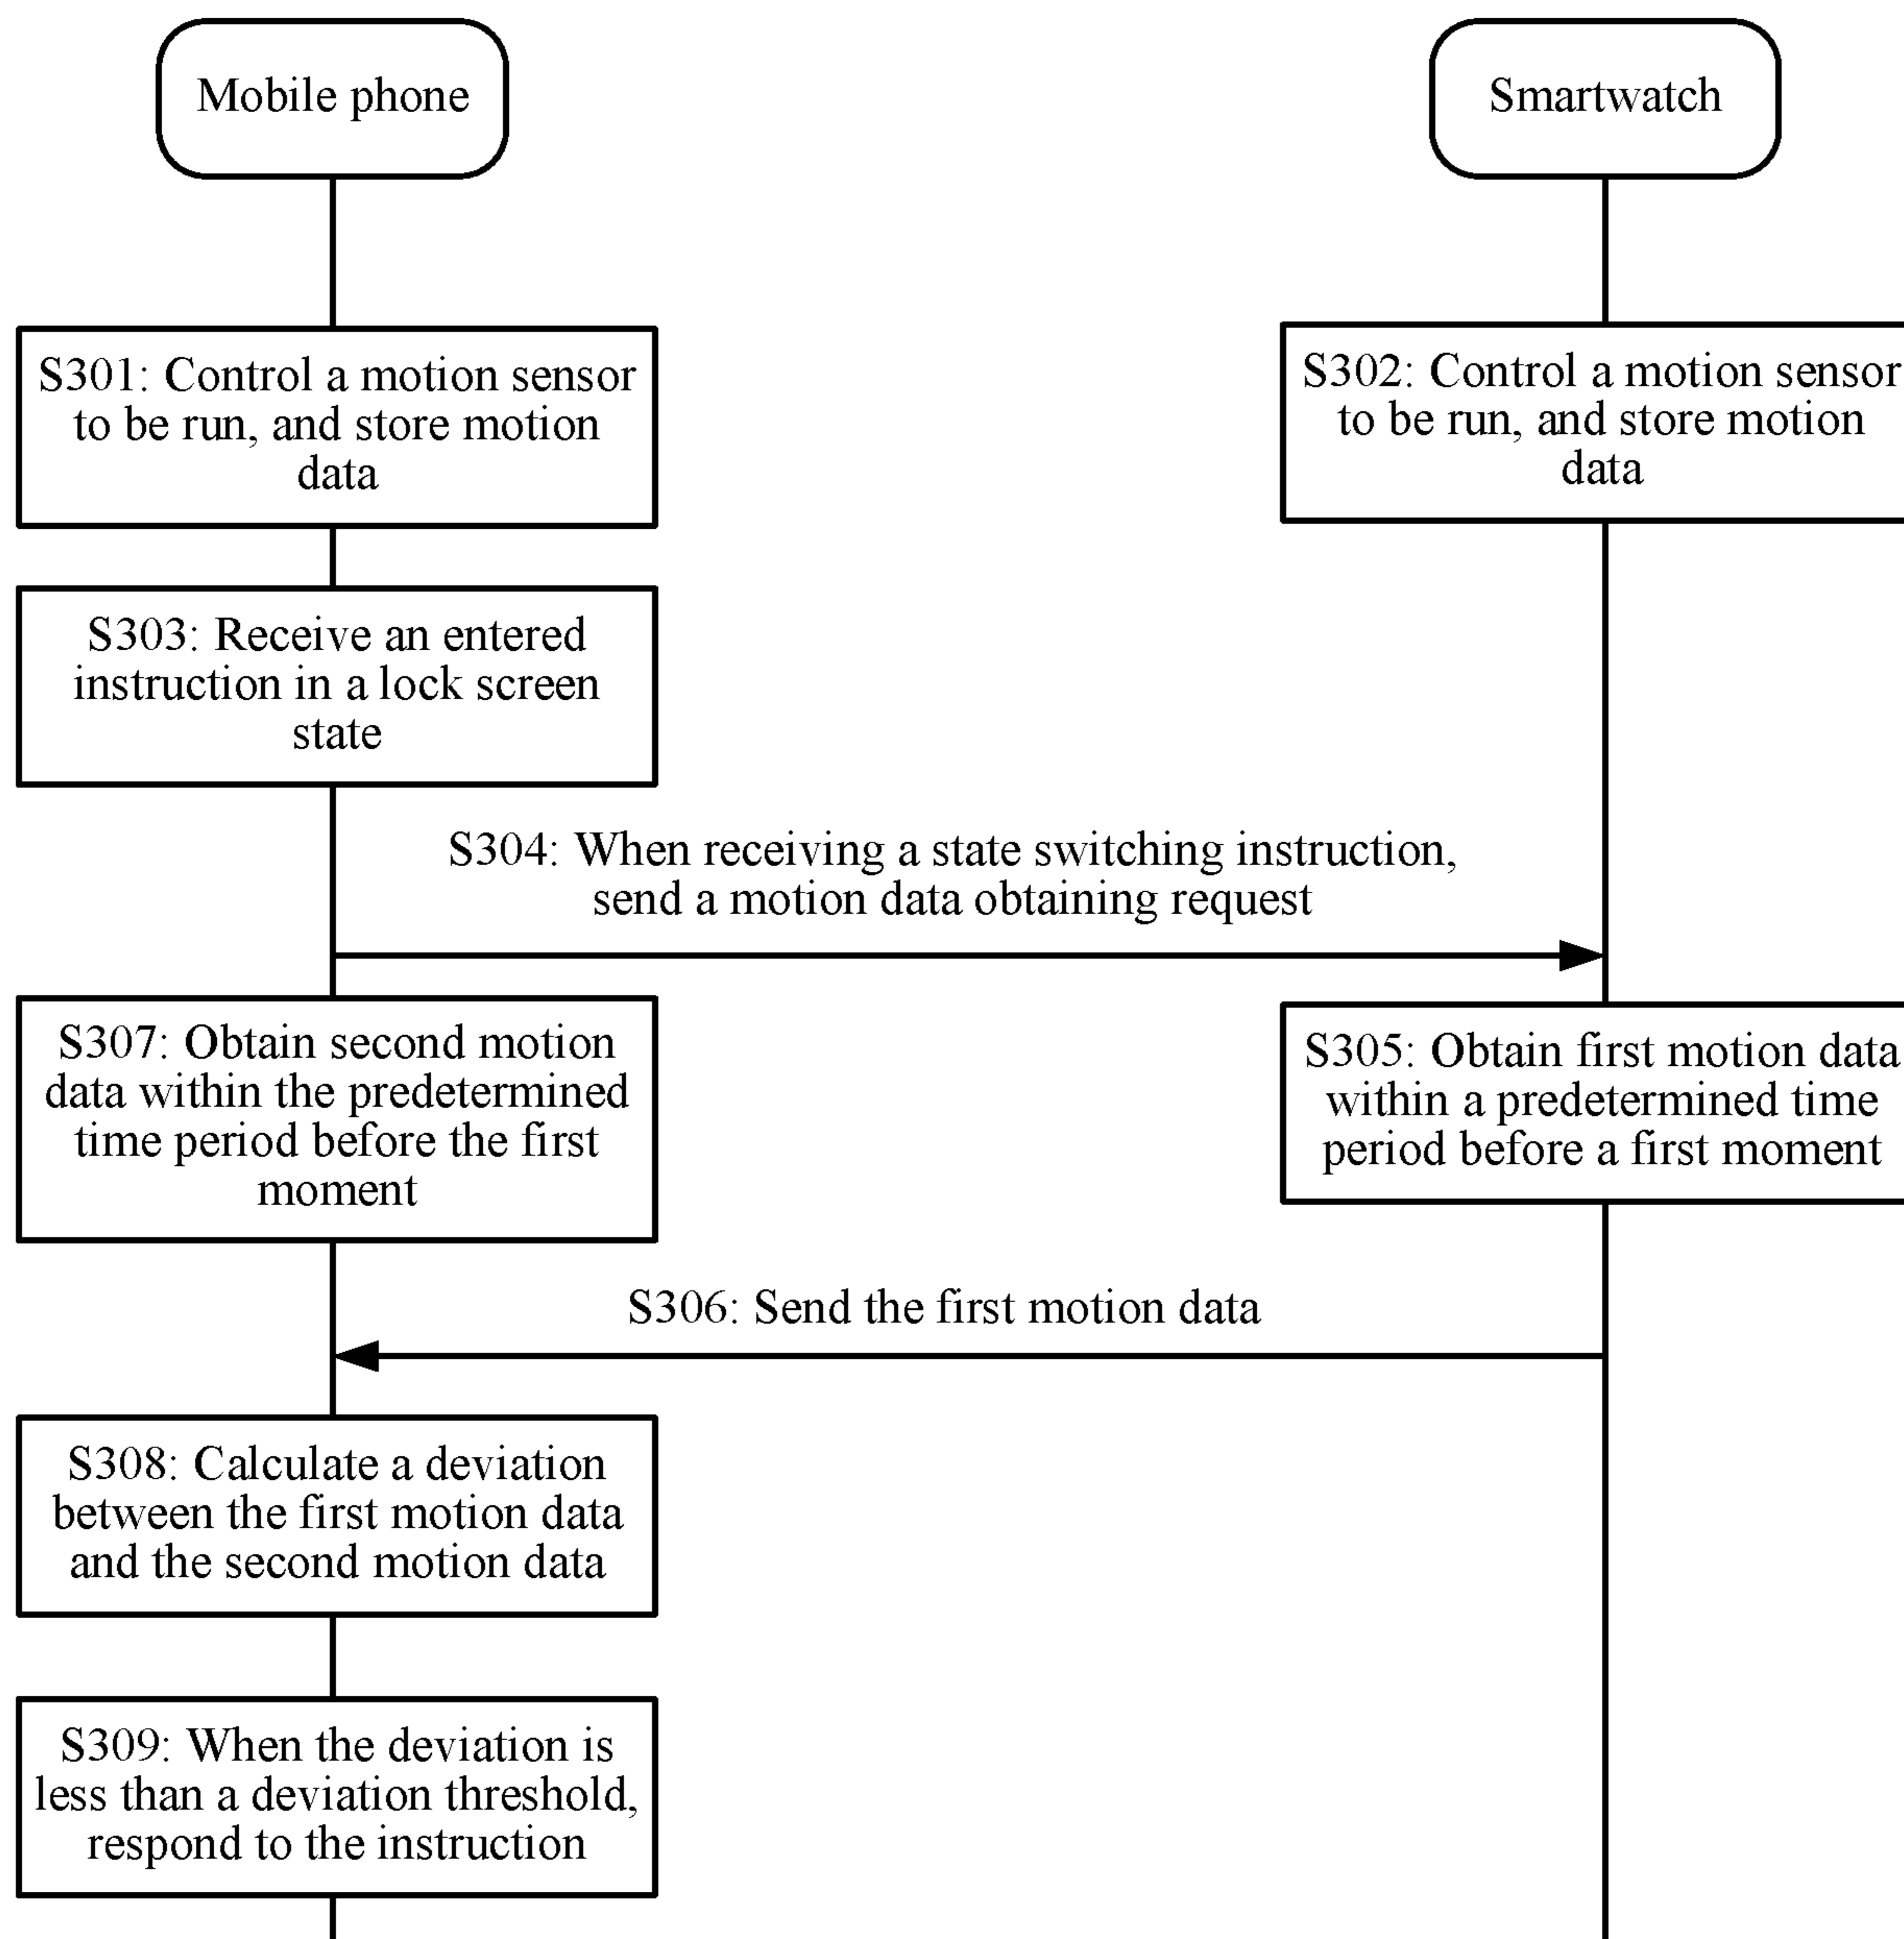 Mobile phone
Smartwatch
S301: Control a motion sensor
to be run, and store motion
data
S302: Control a motion sensor
to be run, and store motion
data
S303: Receive an entered
instruction in a lock screen
state
S304: When receiving a state switching instruction,
send a motion data obtaining request
S307: Obtain second motion
data within the predetermined
time period before the first
moment
S305: Obtain first motion data
within a predetermined time
period before a first moment
S306: Send the first motion data
S308: Calculate a deviation
between the first motion data
and the second motion data
S309: When the deviation is
less than a deviation threshold,
respond to the instruction